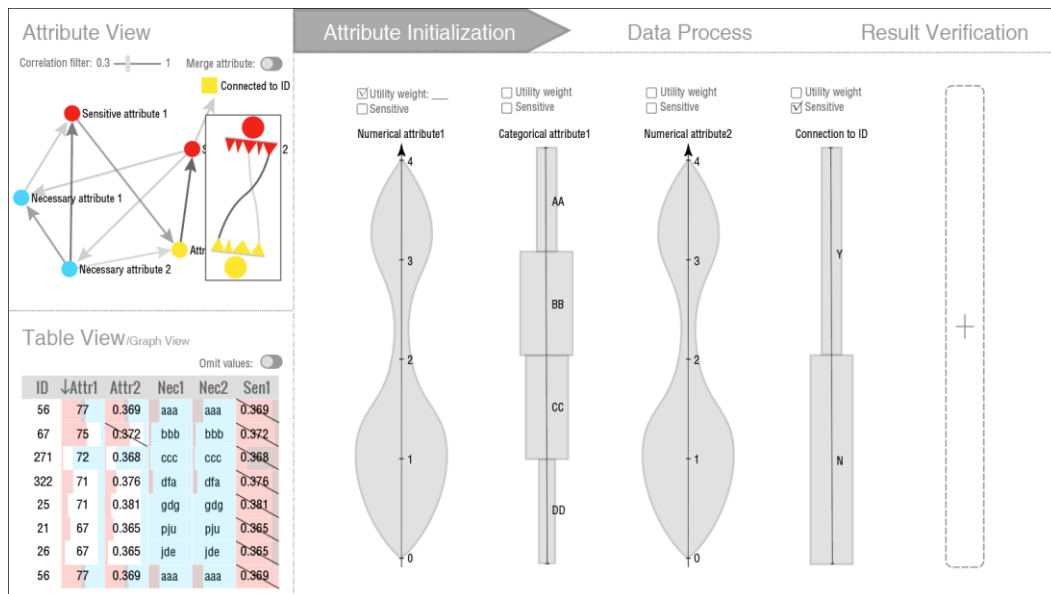 Attribute View
Attribute Initialization
Data Process
Result Verification
Correlation filter: 0.3 1
Merge attribute:
Connected to ID
Sensitive attribute 1
S 2
Necessary attribute 1
Attr
Necessary attribute 2
Utility weight: __
Sensitive
Numerical attribute1
4
3
2
1
0
Utility weight
Sensitive
Categorical attribute1
AA
BB
CC
DD
Utility weight
Sensitive
Numerical attribute2
4
3
2
1
0
Utility weight
Sensitive
Connection to ID
Y
N
+
Table View/Graph View
Omit values:
ID ↓Attr1 Attr2 Nec1 Nec2 Sen1
56 77 0.369 aaa aaa 0.369
67 75 0.372 bbb bbb 0.372
271 72 0.368 ccc ccc 0.368
322 71 0.376 dfa dfa 0.376
25 71 0.381 gdg gdg 0.381
21 67 0.365 pju pju 0.365
26 67 0.365 jde jde 0.365
56 77 0.369 aaa aaa 0.369